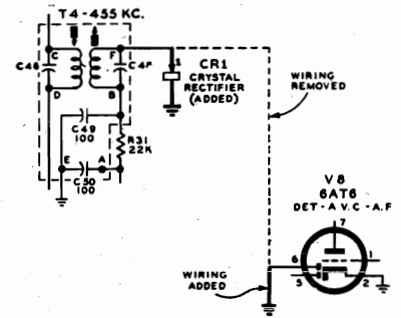 T4-455 KC.
C
F
C48
C4F
D
B
1
CR1
CRYSTAL
RECTIFIER
(ADDED)
WIRING
REMOVED
C49
100
R31
22K
E
A
C50
100
V8
6AT6
DET-A.V.C-A.F
7
6
1
5
2
WIRING
ADDED